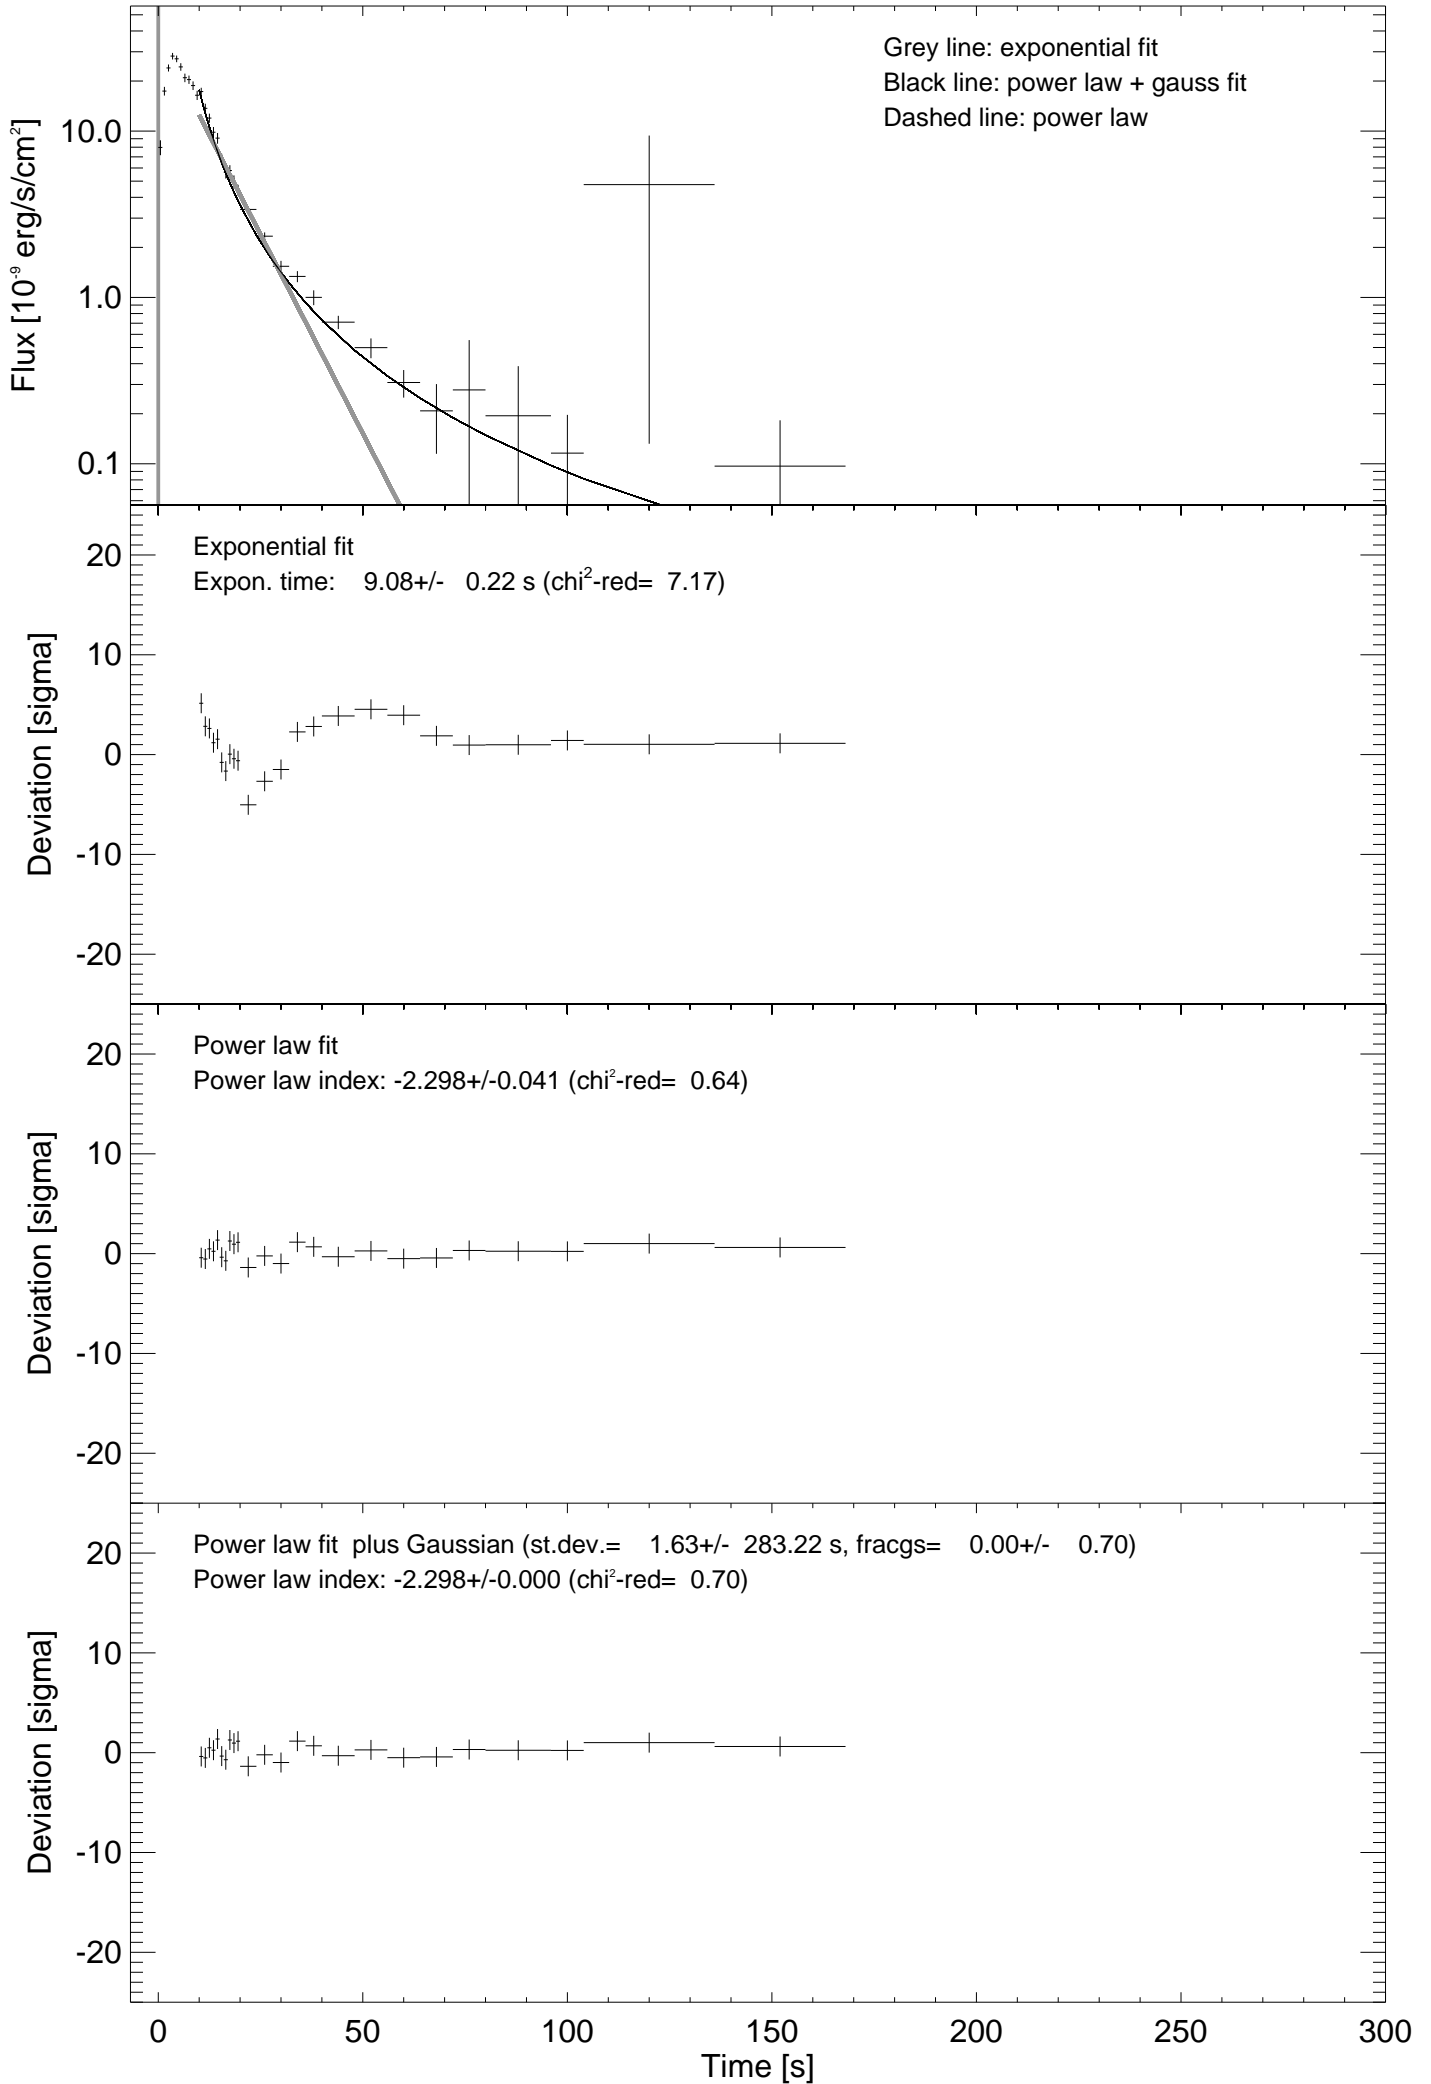 Grey line: exponential fit
Black line: power law + gauss fit
Dashed line: power law
Flux [10⁻⁹ erg/s/cm²]
10.0
1.0
0.1
Exponential fit
Expon. time: 9.08+/- 0.22 s (chi²-red= 7.17)
Deviation [sigma]
20
10
0
-10
-20
Power law fit
Power law index: -2.298+/-0.041 (chi²-red= 0.64)
Deviation [sigma]
20
10
0
-10
-20
Power law fit plus Gaussian (st.dev.= 1.63+/- 283.22 s, fracgs= 0.00+/- 0.70)
Power law index: -2.298+/-0.000 (chi²-red= 0.70)
Deviation [sigma]
20
10
0
-10
-20
0 50 100 150 200 250 300
Time [s]